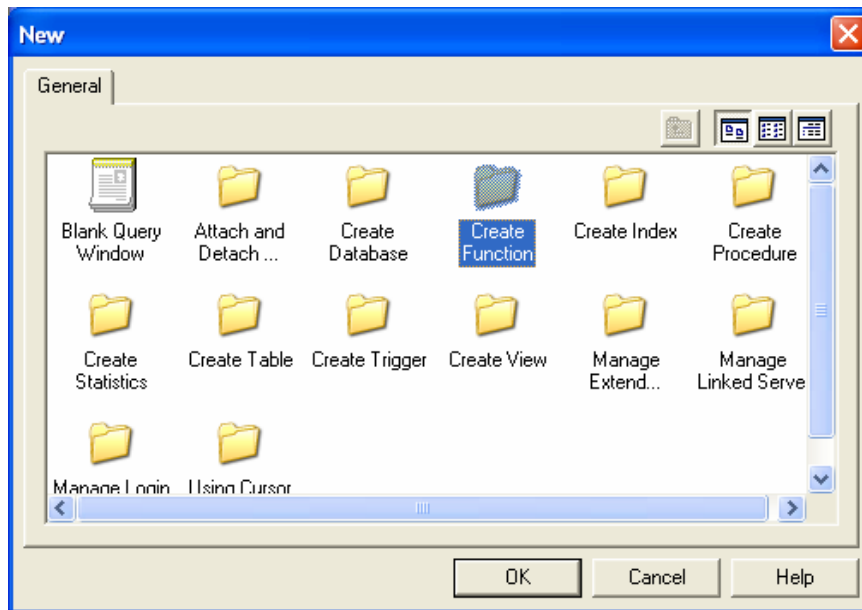 New
General
Blank Query
Window
Attach and
Detach ...
Create
Database
Create
Function
Create Index
Create
Procedure
Create
Statistics
Create Table
Create Trigger
Create View
Manage
Extend...
Manage
Linked Serve
Manage Login
Using Cursor
OK
Cancel
Help